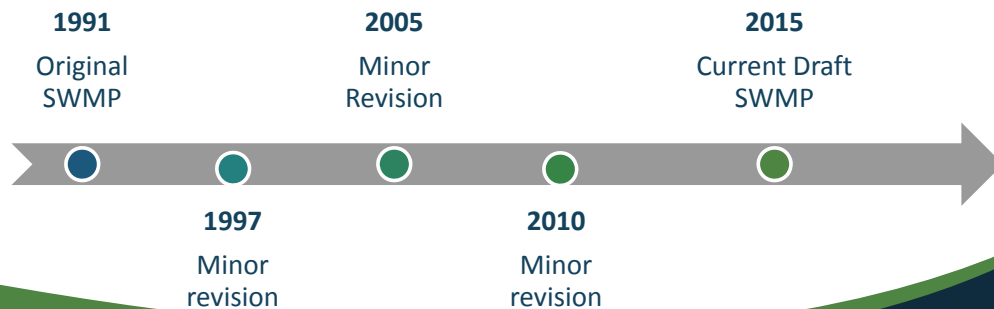 1991
Original
SWMP
2005
Minor
Revision
2015
Current Draft
SWMP
1997
Minor
revision
2010
Minor
revision